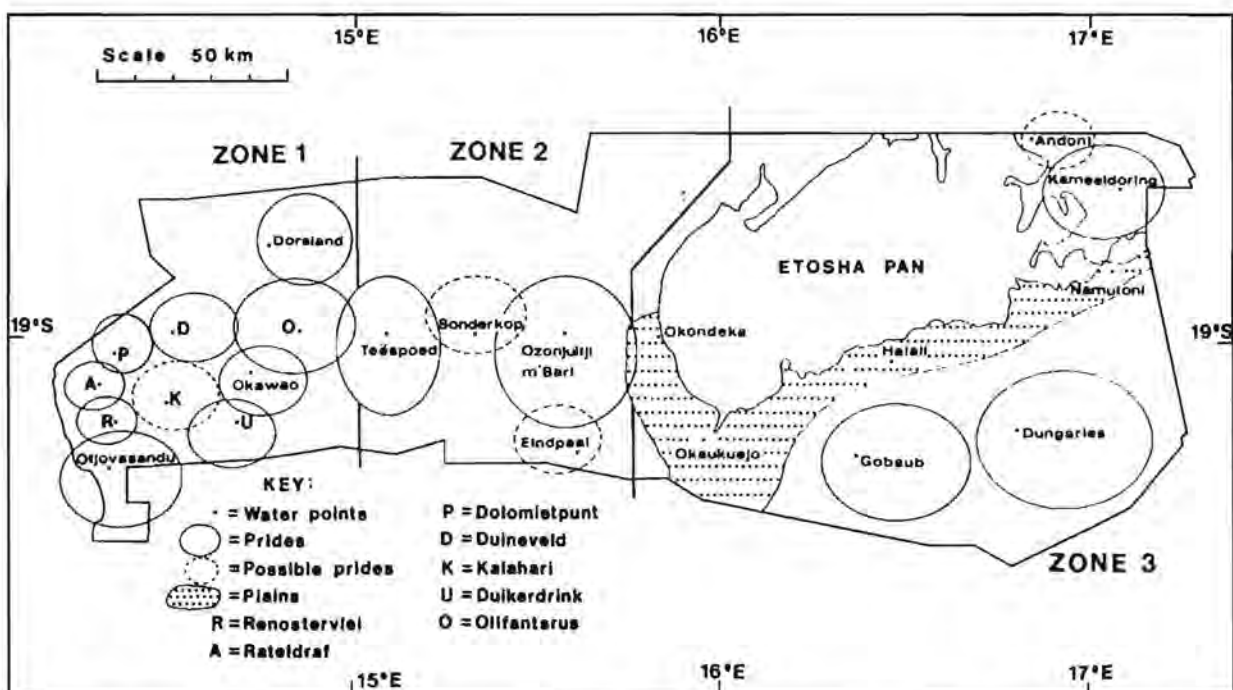 15°E 16°E 17°E
Scale 50 km
ZONE 1 ZONE 2
Andoni
Kameeldoring
Dorsland
ETOSHA PAN
Namutoni
19°S 19°S
D O Sonderkop Okondeka
P Teëspoed Ozonjuitji m'Bari Halali
A K Okawao
R U Eindpaal Dungaries
Otjovasandu Okaukuejo Gobaub
ZONE 3
KEY:
· = Water points P = Dolomietpunt
= Prides D = Duineveld
= Possible prides K = Kalahari
= Plains U = Duikerdrink
R = Renostervlei O = Olifantsrus
A = Rateldraf
15°E 16°E 17°E